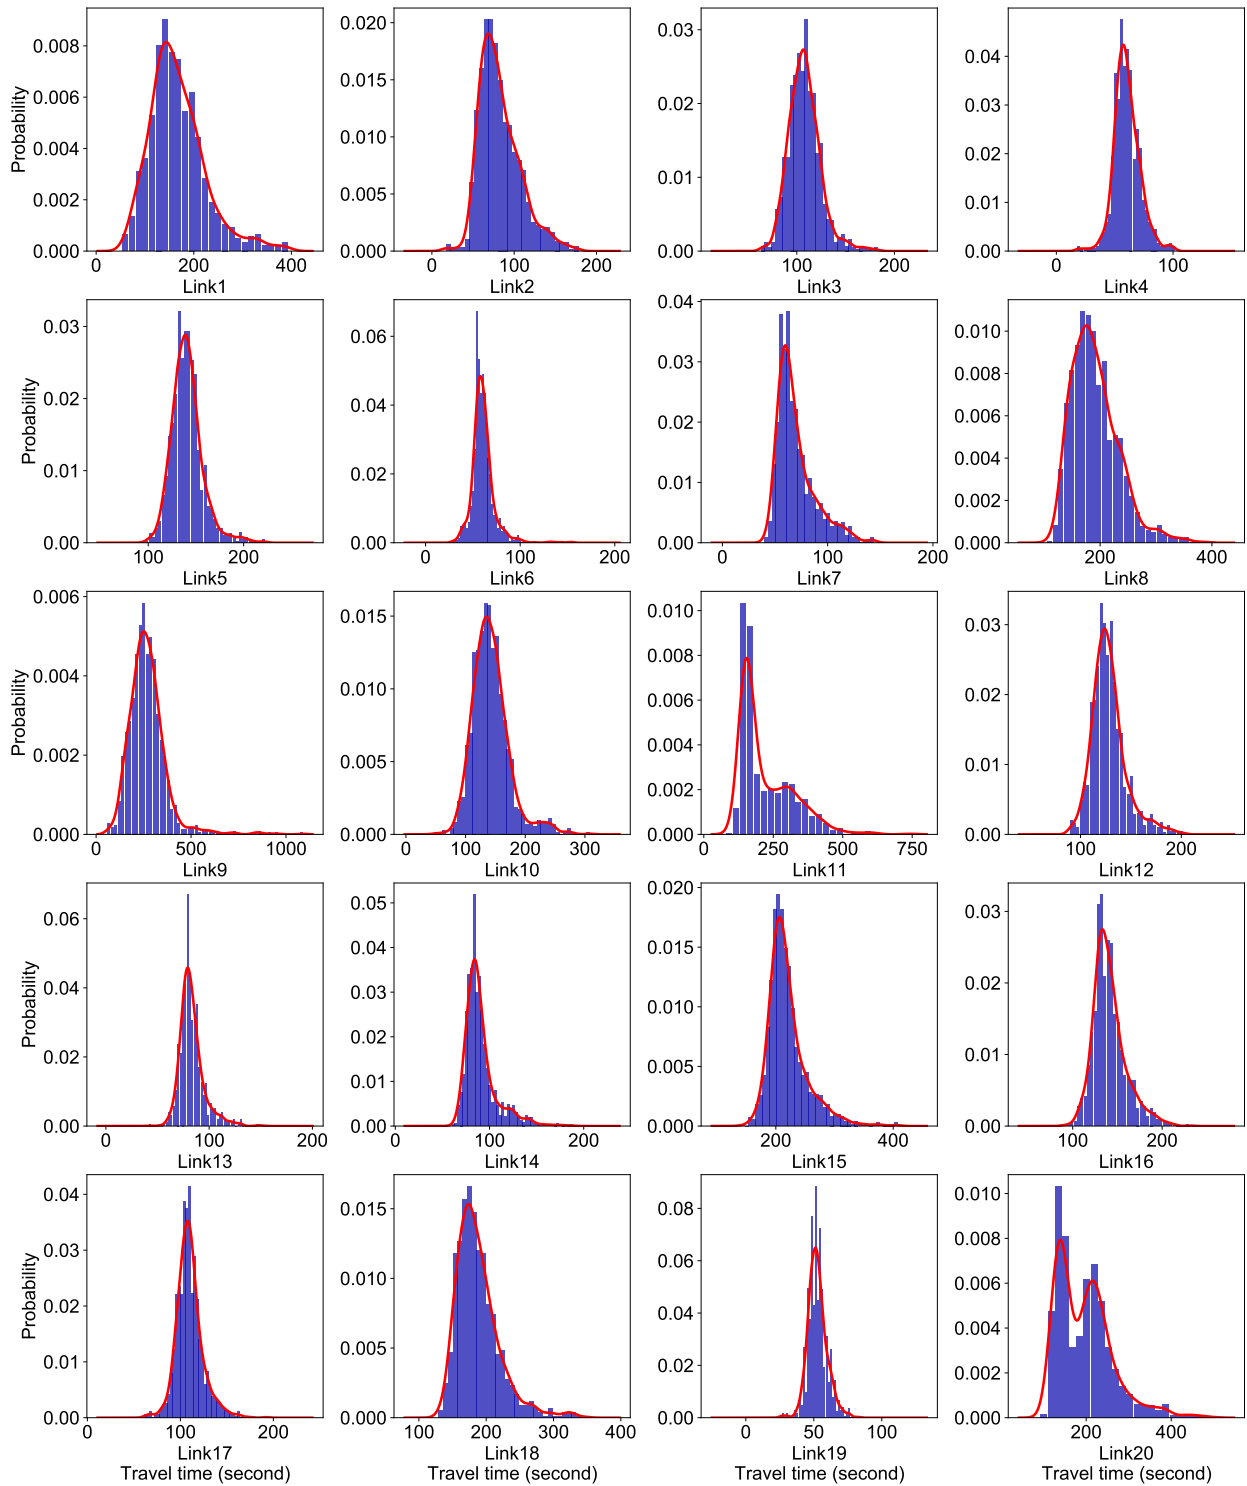 Probability
0.008
0.006
0.004
0.002
0.000
0 200 400
Link1
0.020
0.015
0.010
0.005
0.000
0 100 200
Link2
0.03
0.02
0.01
0.00
100 200
Link3
0.04
0.03
0.02
0.01
0.00
0 100
Link4
Probability
0.03
0.02
0.01
0.00
100 200
Link5
0.06
0.04
0.02
0.00
0 100 200
Link6
0.04
0.03
0.02
0.01
0.00
0 100 200
Link7
0.010
0.008
0.006
0.004
0.002
0.000
200 400
Link8
Probability
0.006
0.004
0.002
0.000
0 500 1000
Link9
0.015
0.010
0.005
0.000
0 100 200 300
Link10
0.010
0.008
0.006
0.004
0.002
0.000
0 250 500 750
Link11
0.03
0.02
0.01
0.00
100 200
Link12
Probability
0.06
0.04
0.02
0.00
0 100 200
Link13
0.05
0.04
0.03
0.02
0.01
0.00
0 100 200
Link14
0.020
0.015
0.010
0.005
0.000
200 400
Link15
0.03
0.02
0.01
0.00
100 200
Link16
Probability
0.04
0.03
0.02
0.01
0.00
0 100 200
Link17
Travel time (second)
0.015
0.010
0.005
0.000
100 200 300 400
Link18
Travel time (second)
0.08
0.06
0.04
0.02
0.00
0 50 100
Link19
Travel time (second)
0.010
0.008
0.006
0.004
0.002
0.000
200 400
Link20
Travel time (second)